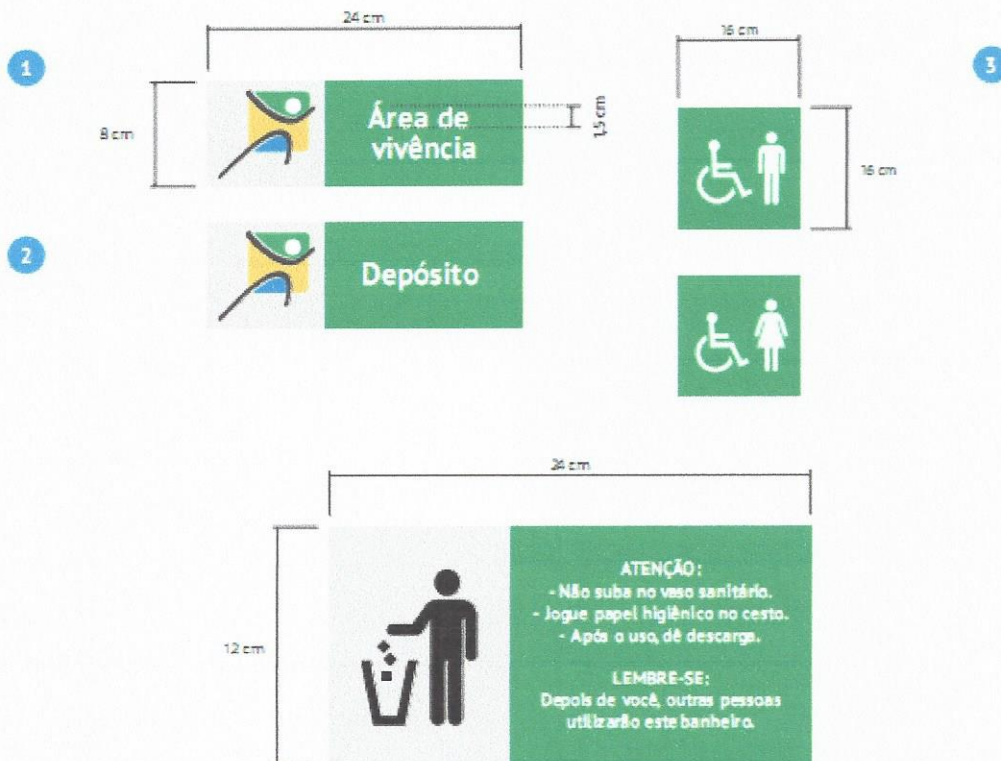 24 cm
1
8 cm
Área de
vivência
1,5 cm
2
Depósito
16 cm
3
16 cm
24 cm
12 cm
ATENÇÃO:
- Não suba no vaso sanitário.
- Jogue papel higiênico no cesto.
- Após o uso, dê descarga.
LEMBRE-SE:
Depois de você, outras pessoas
utilizarão este banheiro.